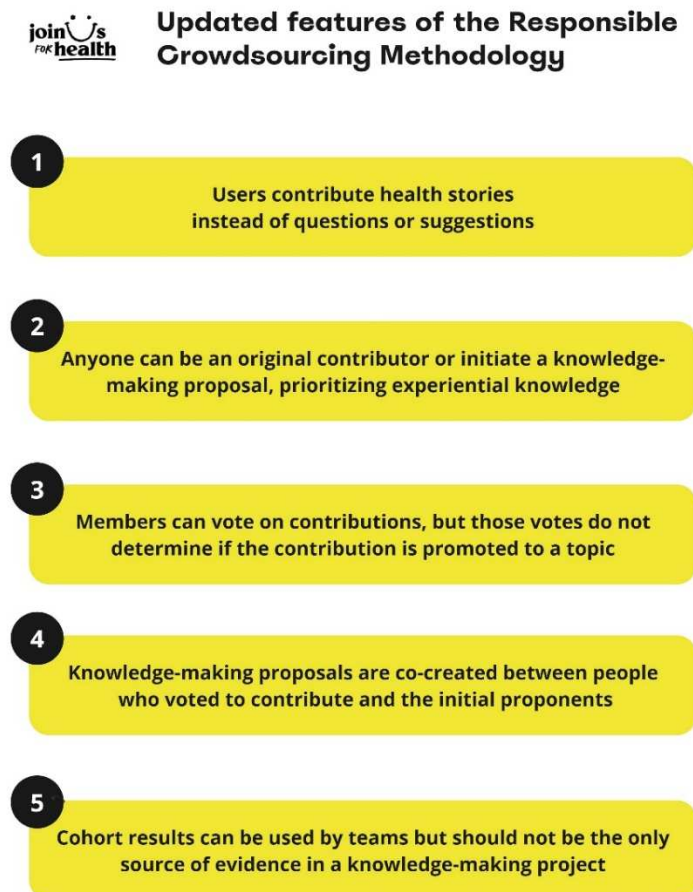 join Us
FOR health
Updated features of the Responsible
Crowdsourcing Methodology
1
Users contribute health stories
instead of questions or suggestions
2
Anyone can be an original contributor or initiate a knowledge-
making proposal, prioritizing experiential knowledge
3
Members can vote on contributions, but those votes do not
determine if the contribution is promoted to a topic
4
Knowledge-making proposals are co-created between people
who voted to contribute and the initial proponents
5
Cohort results can be used by teams but should not be the only
source of evidence in a knowledge-making project